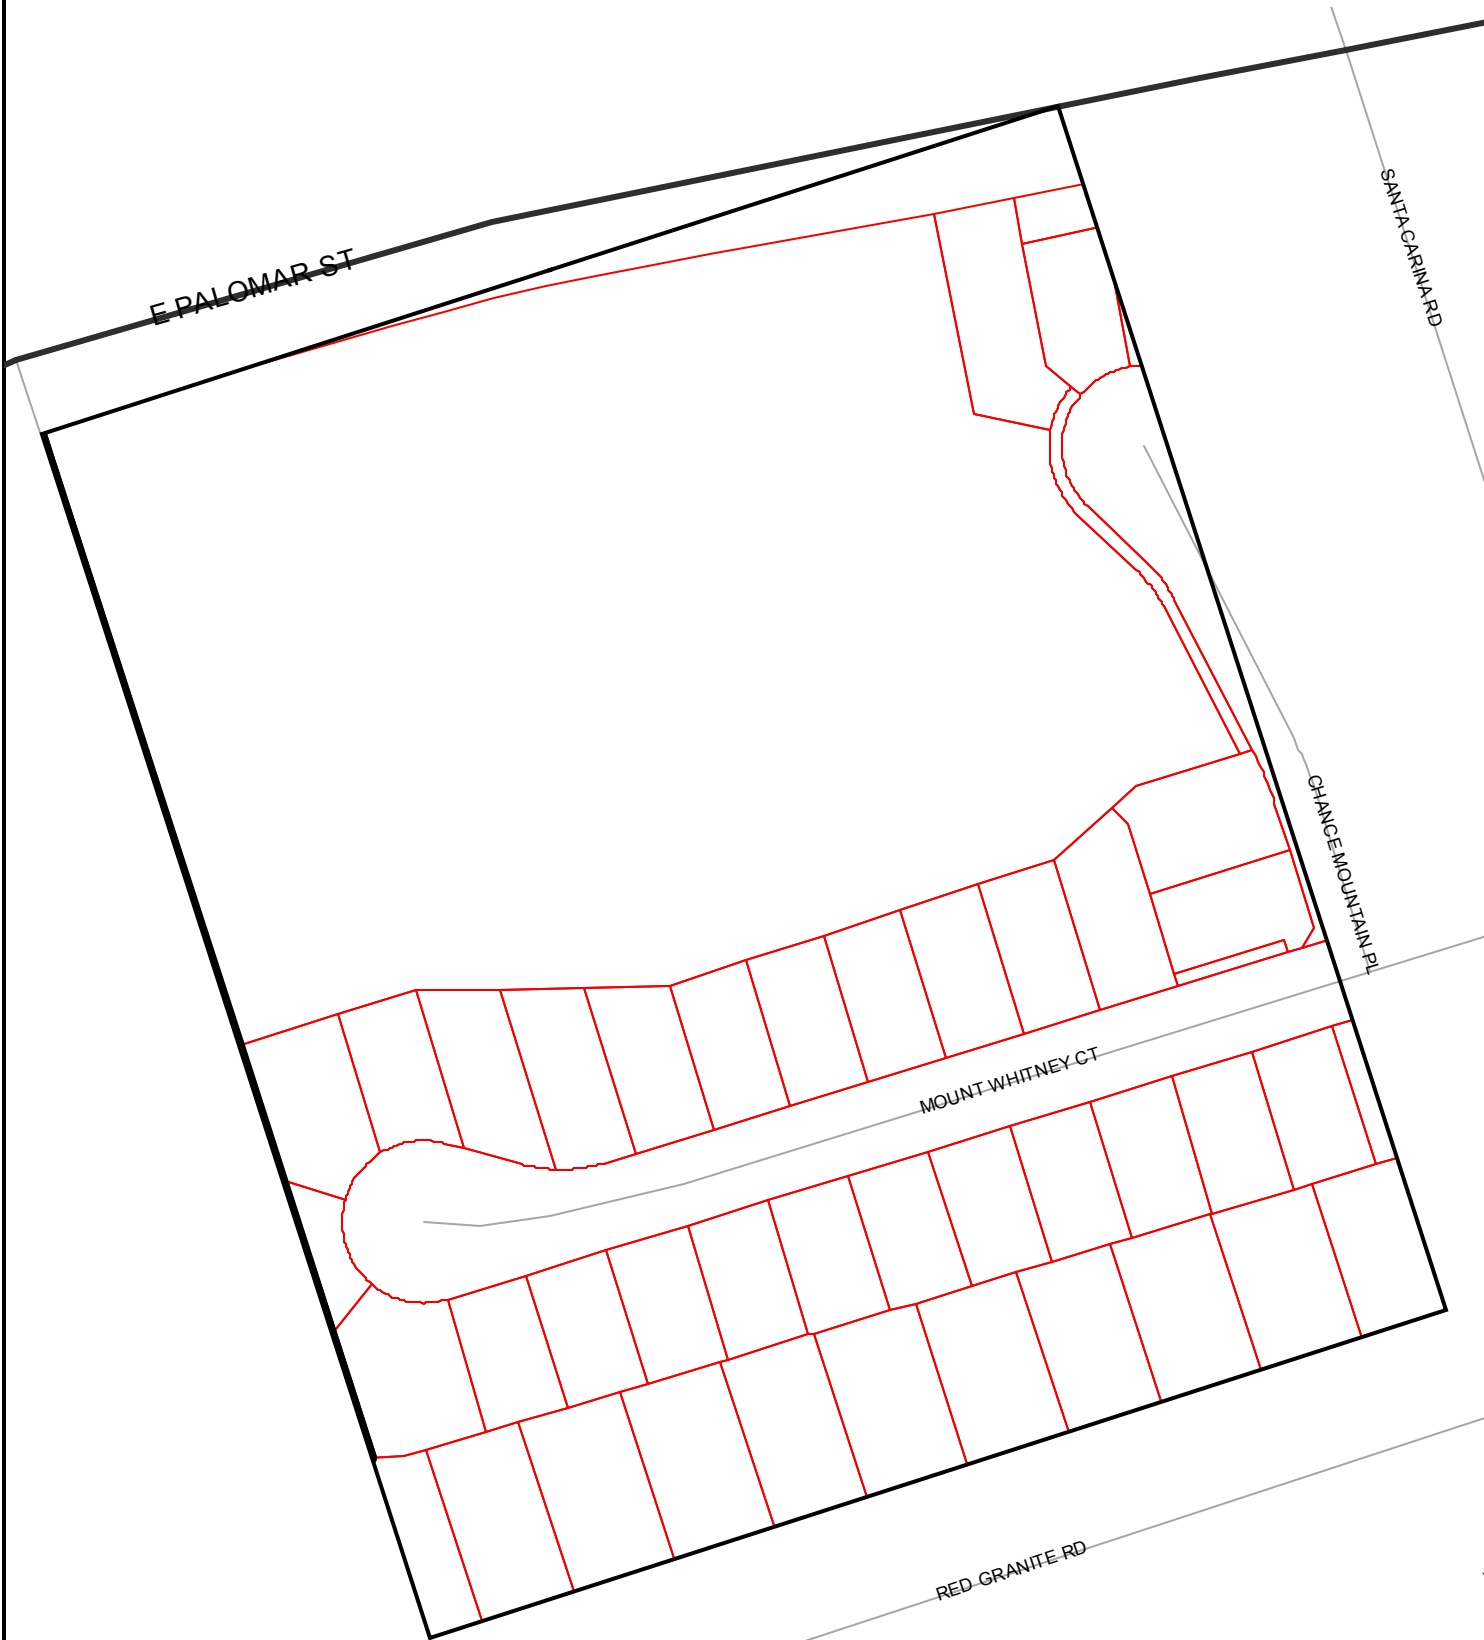 E PALOMAR ST
SANTA CARINA RD
CHANCE MOUNTAIN PL
MOUNT WHITNEY CT
RED GRANITE RD